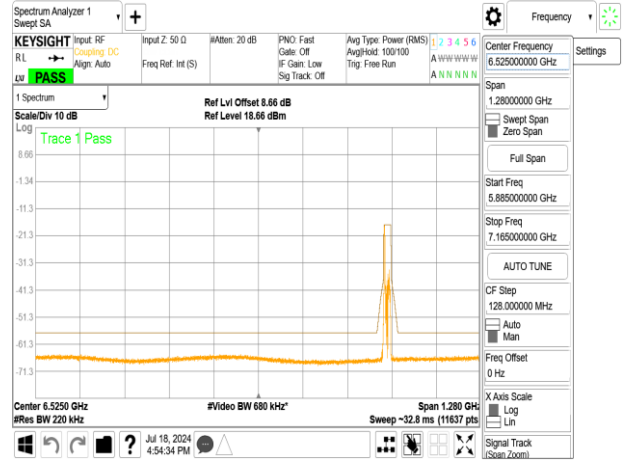 Spectrum Analyzer 1
Swept SA
Frequency
KEYSIGHT
RL
LW PASS
Input: RF
Coupling: DC
Align: Auto
Input Z: 50 Ω
Freq Ref: Int (S)
#Atten: 20 dB
PNO: Fast
Gate: Off
IF Gain: Low
Sig Track: Off
Avg Type: Power (RMS)
Avg|Hold: 100/100
Trig: Free Run
1 2 3 4 5 6
A W W W W W
A N N N N N
Settings
1 Spectrum
Scale/Div 10 dB
Ref Lvl Offset 8.66 dB
Ref Level 18.66 dBm
Log
Trace 1 Pass
8.66
-1.34
-11.3
-21.3
-31.3
-41.3
-51.3
-61.3
-71.3
Center 6.5250 GHz
#Res BW 220 kHz
#Video BW 680 kHz*
Span 1.280 GHz
Sweep ~32.8 ms (11637 pts
Jul 18, 2024
4:54:34 PM
Center Frequency
6.525000000 GHz
Span
1.28000000 GHz
Swept Span
Zero Span
Full Span
Start Freq
5.885000000 GHz
Stop Freq
7.165000000 GHz
AUTO TUNE
CF Step
128.000000 MHz
Auto
Man
Freq Offset
0 Hz
X Axis Scale
Log
Lin
Signal Track
(Span Zoom)